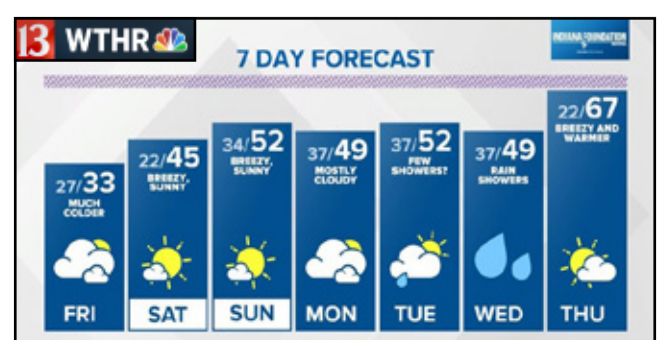 13 WTHR
INDIANA FOUNDATION
7 DAY FORECAST
27/33
MUCH
COLDER
FRI
22/45
BREEZY,
SUNNY
SAT
34/52
BREEZY,
SUNNY
SUN
37/49
MOSTLY
CLOUDY
MON
37/52
FEW
SHOWERS?
TUE
37/49
RAIN
SHOWERS
WED
22/67
BREEZY AND
WARMER
THU